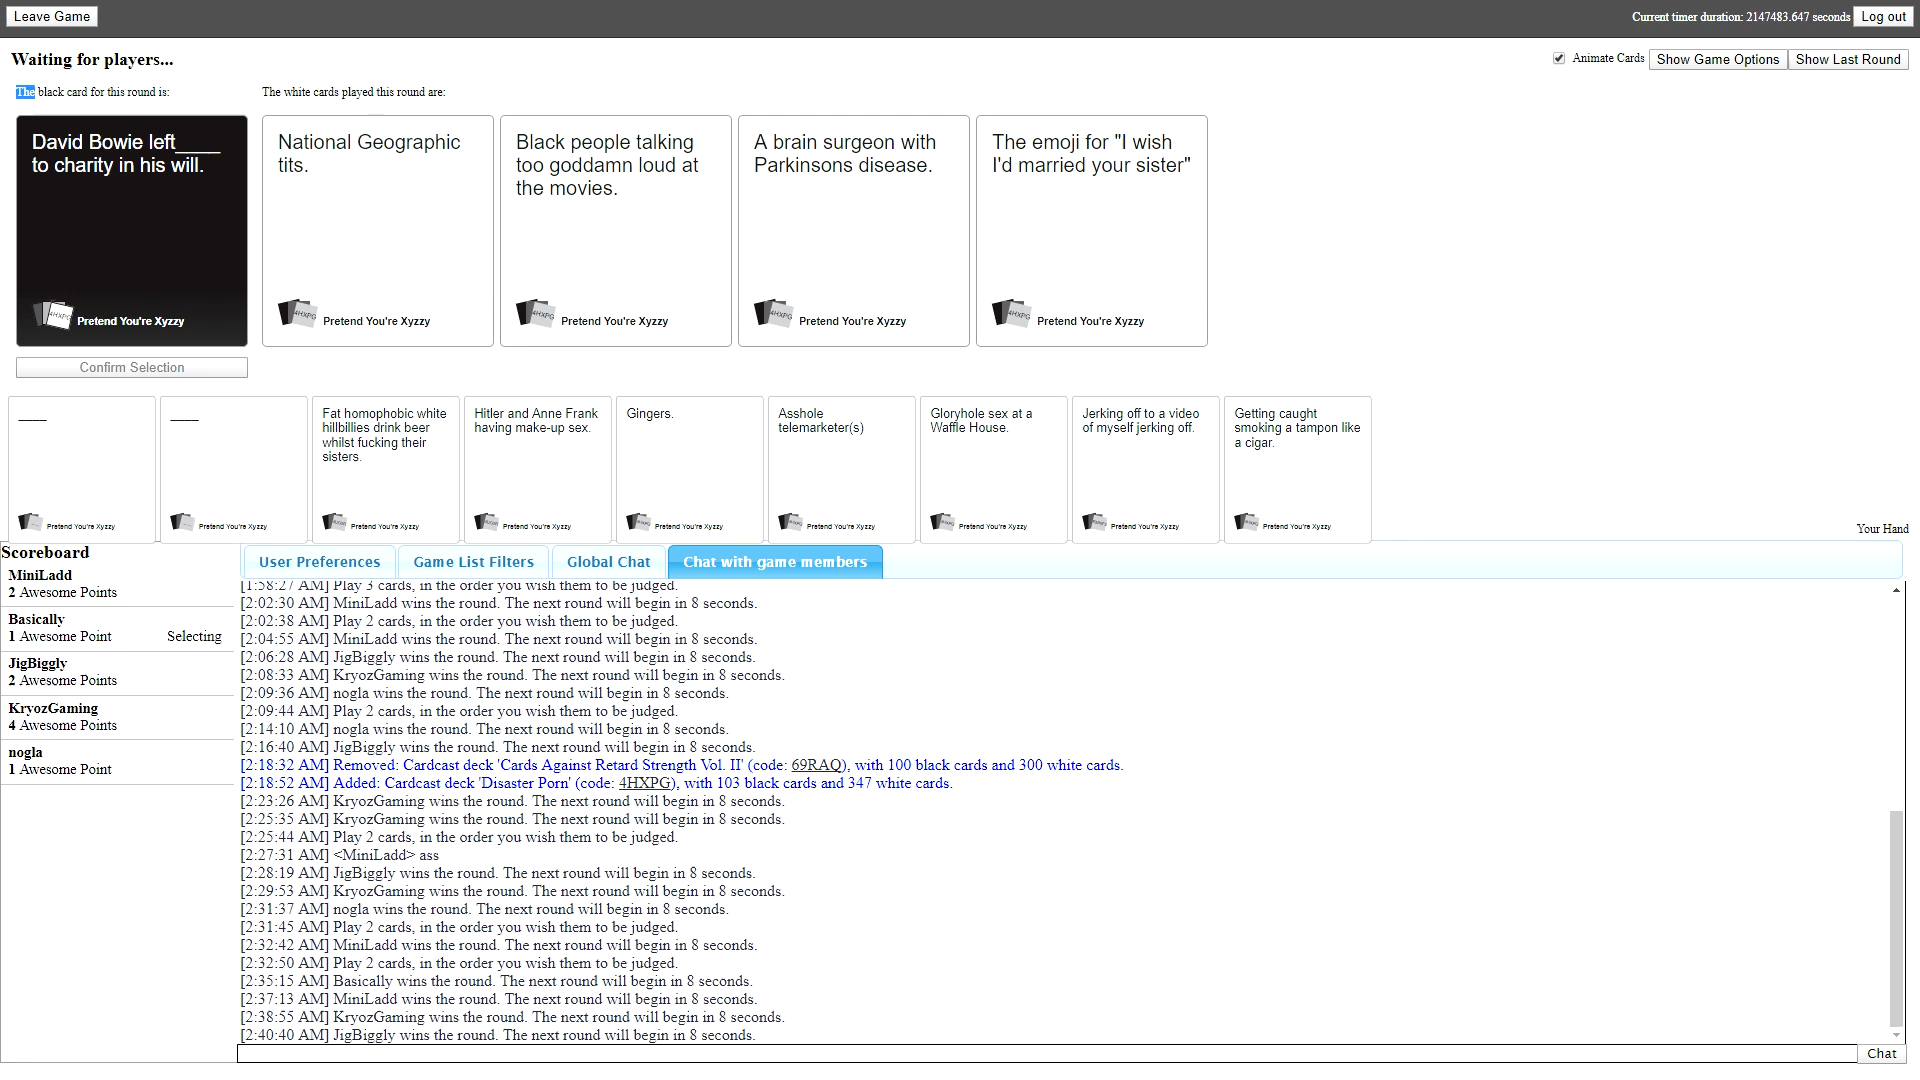 Leave Game
Current timer duration: 2147483.647 seconds
Log out
Waiting for players...
Animate Cards
Show Game Options
Show Last Round
The black card for this round is:
The white cards played this round are:
David Bowie left____
to charity in his will.
4HXPG
Pretend You're Xyzzy
National Geographic
tits.
4HXPG
Pretend You're Xyzzy
Black people talking
too goddamn loud at
the movies.
4HXPG
Pretend You're Xyzzy
A brain surgeon with
Parkinsons disease.
4HXPG
Pretend You're Xyzzy
The emoji for "I wish
I'd married your sister"
4HXPG
Pretend You're Xyzzy
Confirm Selection
____
Pretend You're Xyzzy
____
Pretend You're Xyzzy
Fat homophobic white
hillbillies drink beer
whilst fucking their
sisters.
Pretend You're Xyzzy
Hitler and Anne Frank
having make-up sex.
Pretend You're Xyzzy
Gingers.
Pretend You're Xyzzy
Asshole
telemarketer(s)
Pretend You're Xyzzy
Gloryhole sex at a
Waffle House.
Pretend You're Xyzzy
Jerking off to a video
of myself jerking off.
Pretend You're Xyzzy
Getting caught
smoking a tampon like
a cigar.
Pretend You're Xyzzy
Your Hand
Scoreboard
MiniLadd
2 Awesome Points
Basically
1 Awesome Point
Selecting
JigBiggly
2 Awesome Points
KryozGaming
4 Awesome Points
nogla
1 Awesome Point
User Preferences
Game List Filters
Global Chat
Chat with game members
[1:58:27 AM] Play 3 cards, in the order you wish them to be judged.
[2:02:30 AM] MiniLadd wins the round. The next round will begin in 8 seconds.
[2:02:38 AM] Play 2 cards, in the order you wish them to be judged.
[2:04:55 AM] MiniLadd wins the round. The next round will begin in 8 seconds.
[2:06:28 AM] JigBiggly wins the round. The next round will begin in 8 seconds.
[2:08:33 AM] KryozGaming wins the round. The next round will begin in 8 seconds.
[2:09:36 AM] nogla wins the round. The next round will begin in 8 seconds.
[2:09:44 AM] Play 2 cards, in the order you wish them to be judged.
[2:14:10 AM] nogla wins the round. The next round will begin in 8 seconds.
[2:16:40 AM] JigBiggly wins the round. The next round will begin in 8 seconds.
[2:18:32 AM] Removed: Cardcast deck 'Cards Against Retard Strength Vol. II' (code: 69RAQ), with 100 black cards and 300 white cards.
[2:18:52 AM] Added: Cardcast deck 'Disaster Porn' (code: 4HXPG), with 103 black cards and 347 white cards.
[2:23:26 AM] KryozGaming wins the round. The next round will begin in 8 seconds.
[2:25:35 AM] KryozGaming wins the round. The next round will begin in 8 seconds.
[2:25:44 AM] Play 2 cards, in the order you wish them to be judged.
[2:27:31 AM] <MiniLadd> ass
[2:28:19 AM] JigBiggly wins the round. The next round will begin in 8 seconds.
[2:29:53 AM] KryozGaming wins the round. The next round will begin in 8 seconds.
[2:31:37 AM] nogla wins the round. The next round will begin in 8 seconds.
[2:31:45 AM] Play 2 cards, in the order you wish them to be judged.
[2:32:42 AM] MiniLadd wins the round. The next round will begin in 8 seconds.
[2:32:50 AM] Play 2 cards, in the order you wish them to be judged.
[2:35:15 AM] Basically wins the round. The next round will begin in 8 seconds.
[2:37:13 AM] MiniLadd wins the round. The next round will begin in 8 seconds.
[2:38:55 AM] KryozGaming wins the round. The next round will begin in 8 seconds.
[2:40:40 AM] JigBiggly wins the round. The next round will begin in 8 seconds.
Chat